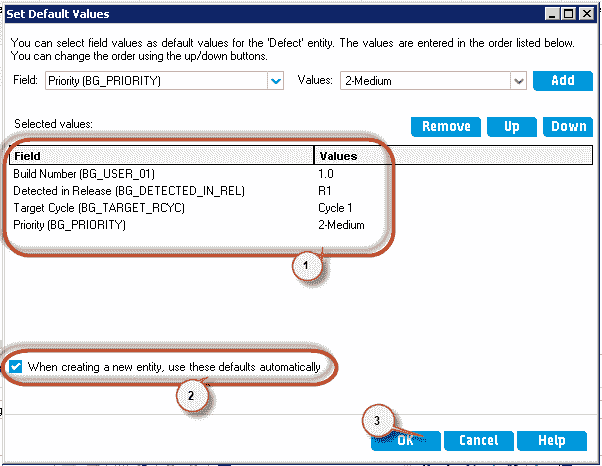 Set Default Values
You can select field values as default values for the 'Defect' entity. The values are entered in the order listed below.
You can change the order using the up/down buttons.
Field: Priority (BG_PRIORITY) Values: 2-Medium Add
Selected values: Remove Up Down
Field Values
Build Number (BG_USER_01) 1.0
Detected in Release (BG_DETECTED_IN_REL) R1
Target Cycle (BG_TARGET_RCYC) Cycle 1
Priority (BG_PRIORITY) 2-Medium
1
When creating a new entity, use these defaults automatically
2
3
OK Cancel Help